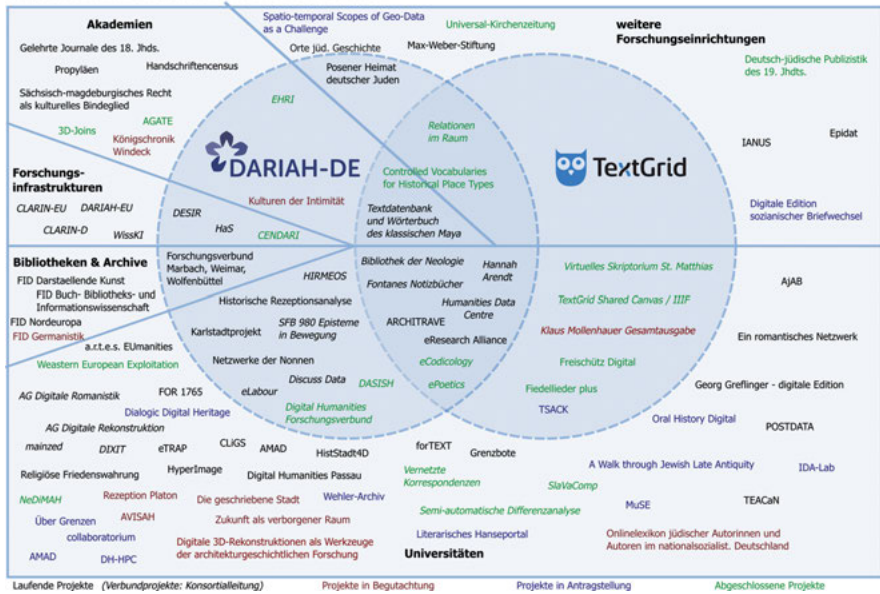 Akademien
Gelehrte Journale des 18. Jhds.
Propyläen
Handschriftencensus
Sächsisch-magdeburgisches Recht
als kulturelles Bindeglied
3D-Joins
AGATE
Königschronik
Windeck
Spatio-temporal Scopes of Geo-Data
as a Challenge
Orte jüd. Geschichte
Universal-Kirchenzeitung
Max-Weber-Stiftung
Posener Heimat
deutscher Juden
weitere
Forschungseinrichtungen
Deutsch-jüdische Publizistik
des 19. Jhdts.
IANUS
Epidat
Digitale Edition
sozianischer Briefwechsel
EHRI
DARIAH-DE
Relationen
im Raum
Controlled Vocabularies
for Historical Place Types
Textdatenbank
und Wörterbuch
des klassischen Maya
TextGrid
Forschungs-
infrastrukturen
CLARIN-EU
DARIAH-EU
CLARIN-D
WissKI
DESIR
HaS
Kulturen der Intimität
CENDARI
Bibliotheken & Archive
FID Darstaellende Kunst
FID Buch- Bibliotheks- und
Informationswissenschaft
FID Nordeuropa
FID Germanistik
a.r.t.e.s. EUmanities
Weastern European Exploitation
Forschungsverbund
Marbach, Weimar,
Wolfenbüttel
HIRMEOS
Historische Rezeptionsanalyse
Karlstadtprojekt
SFB 980 Episteme
in Bewegung
Netzwerke der Nonnen
Discuss Data
eLabour
DASISH
Digital Humanities
Forschungsverbund
Bibliothek der Neologie
Hannah
Arendt
Fontanes Notizbücher
Humanities Data
Centre
ARCHITRAVE
eResearch Alliance
eCodicology
ePoetics
Virtuelles Skriptorium St. Matthias
TextGrid Shared Canvas / IIIF
Klaus Mollenhauer Gesamtausgabe
Freischütz Digital
Fiedellieder plus
TSACK
AjAB
Ein romantisches Netzwerk
Georg Greflinger - digitale Edition
Oral History Digital
POSTDATA
AG Digitale Romanistik
FOR 1765
Dialogic Digital Heritage
AG Digitale Rekonstruktion
mainzed
DIXIT
eTRAP
CLiGS
AMAD
HistStadt4D
forTEXT
Grenzbote
Religiöse Friedenswahrung
HyperImage
Digital Humanities Passau
Vernetzte
Korrespondenzen
SlaVaComp
A Walk through Jewish Late Antiquity
IDA-Lab
NeDiMAH
Rezeption Platon
Die geschriebene Stadt
Wehler-Archiv
Semi-automatische Differenzanalyse
MuSE
TEACaN
Über Grenzen
AVISAH
Zukunft als verborgener Raum
Literarisches Hanseportal
collaboratorium
Digitale 3D-Rekonstruktionen als Werkzeuge
der architekturgeschichtlichen Forschung
Onlinelexikon jüdischer Autorinnen und
Autoren im nationalsozialist. Deutschland
AMAD
DH-HPC
Universitäten
Laufende Projekte (Verbundprojekte: Konsortialleitung)
Projekte in Begutachtung
Projekte in Antragstellung
Abgeschlossene Projekte